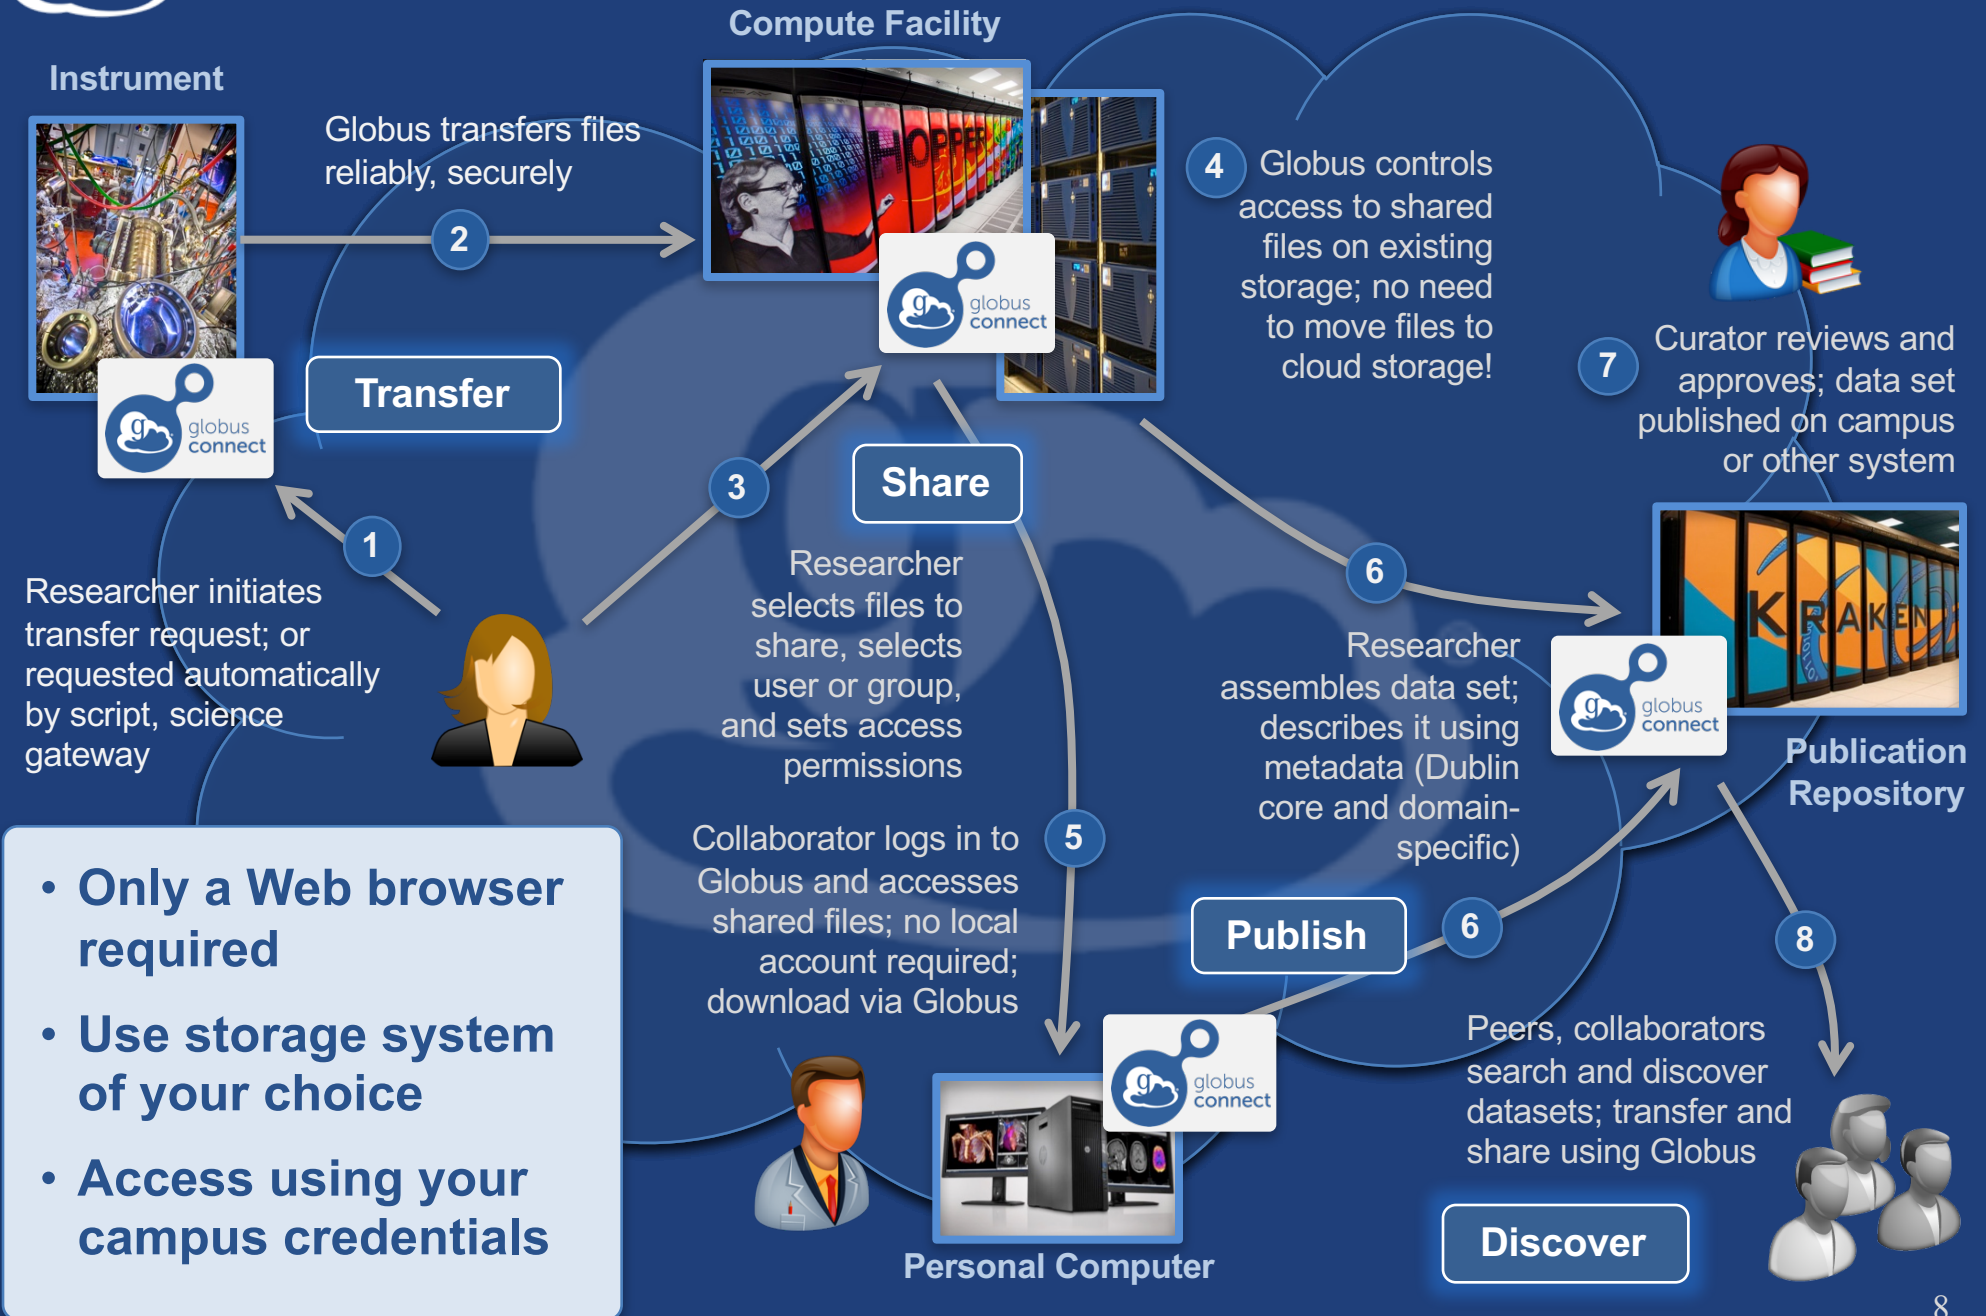 Compute Facility
Instrument
Globus transfers files
reliably, securely
2
HOPPER
globus
connect
4
Globus controls
access to shared
files on existing
storage; no need
to move files to
cloud storage!
7
Curator reviews and
approves; data set
published on campus
or other system
globus
connect
Transfer
3
Share
1
Researcher initiates
transfer request; or
requested automatically
by script, science
gateway
Researcher
selects files to
share, selects
user or group,
and sets access
permissions
6
Researcher
assembles data set;
describes it using
metadata (Dublin
core and domain-
specific)
KRAKEN
globus
connect
Publication
Repository
• Only a Web browser
required
• Use storage system
of your choice
• Access using your
campus credentials
Collaborator logs in to
Globus and accesses
shared files; no local
account required;
download via Globus
5
Publish
6
8
globus
connect
Personal Computer
Peers, collaborators
search and discover
datasets; transfer and
share using Globus
Discover
8